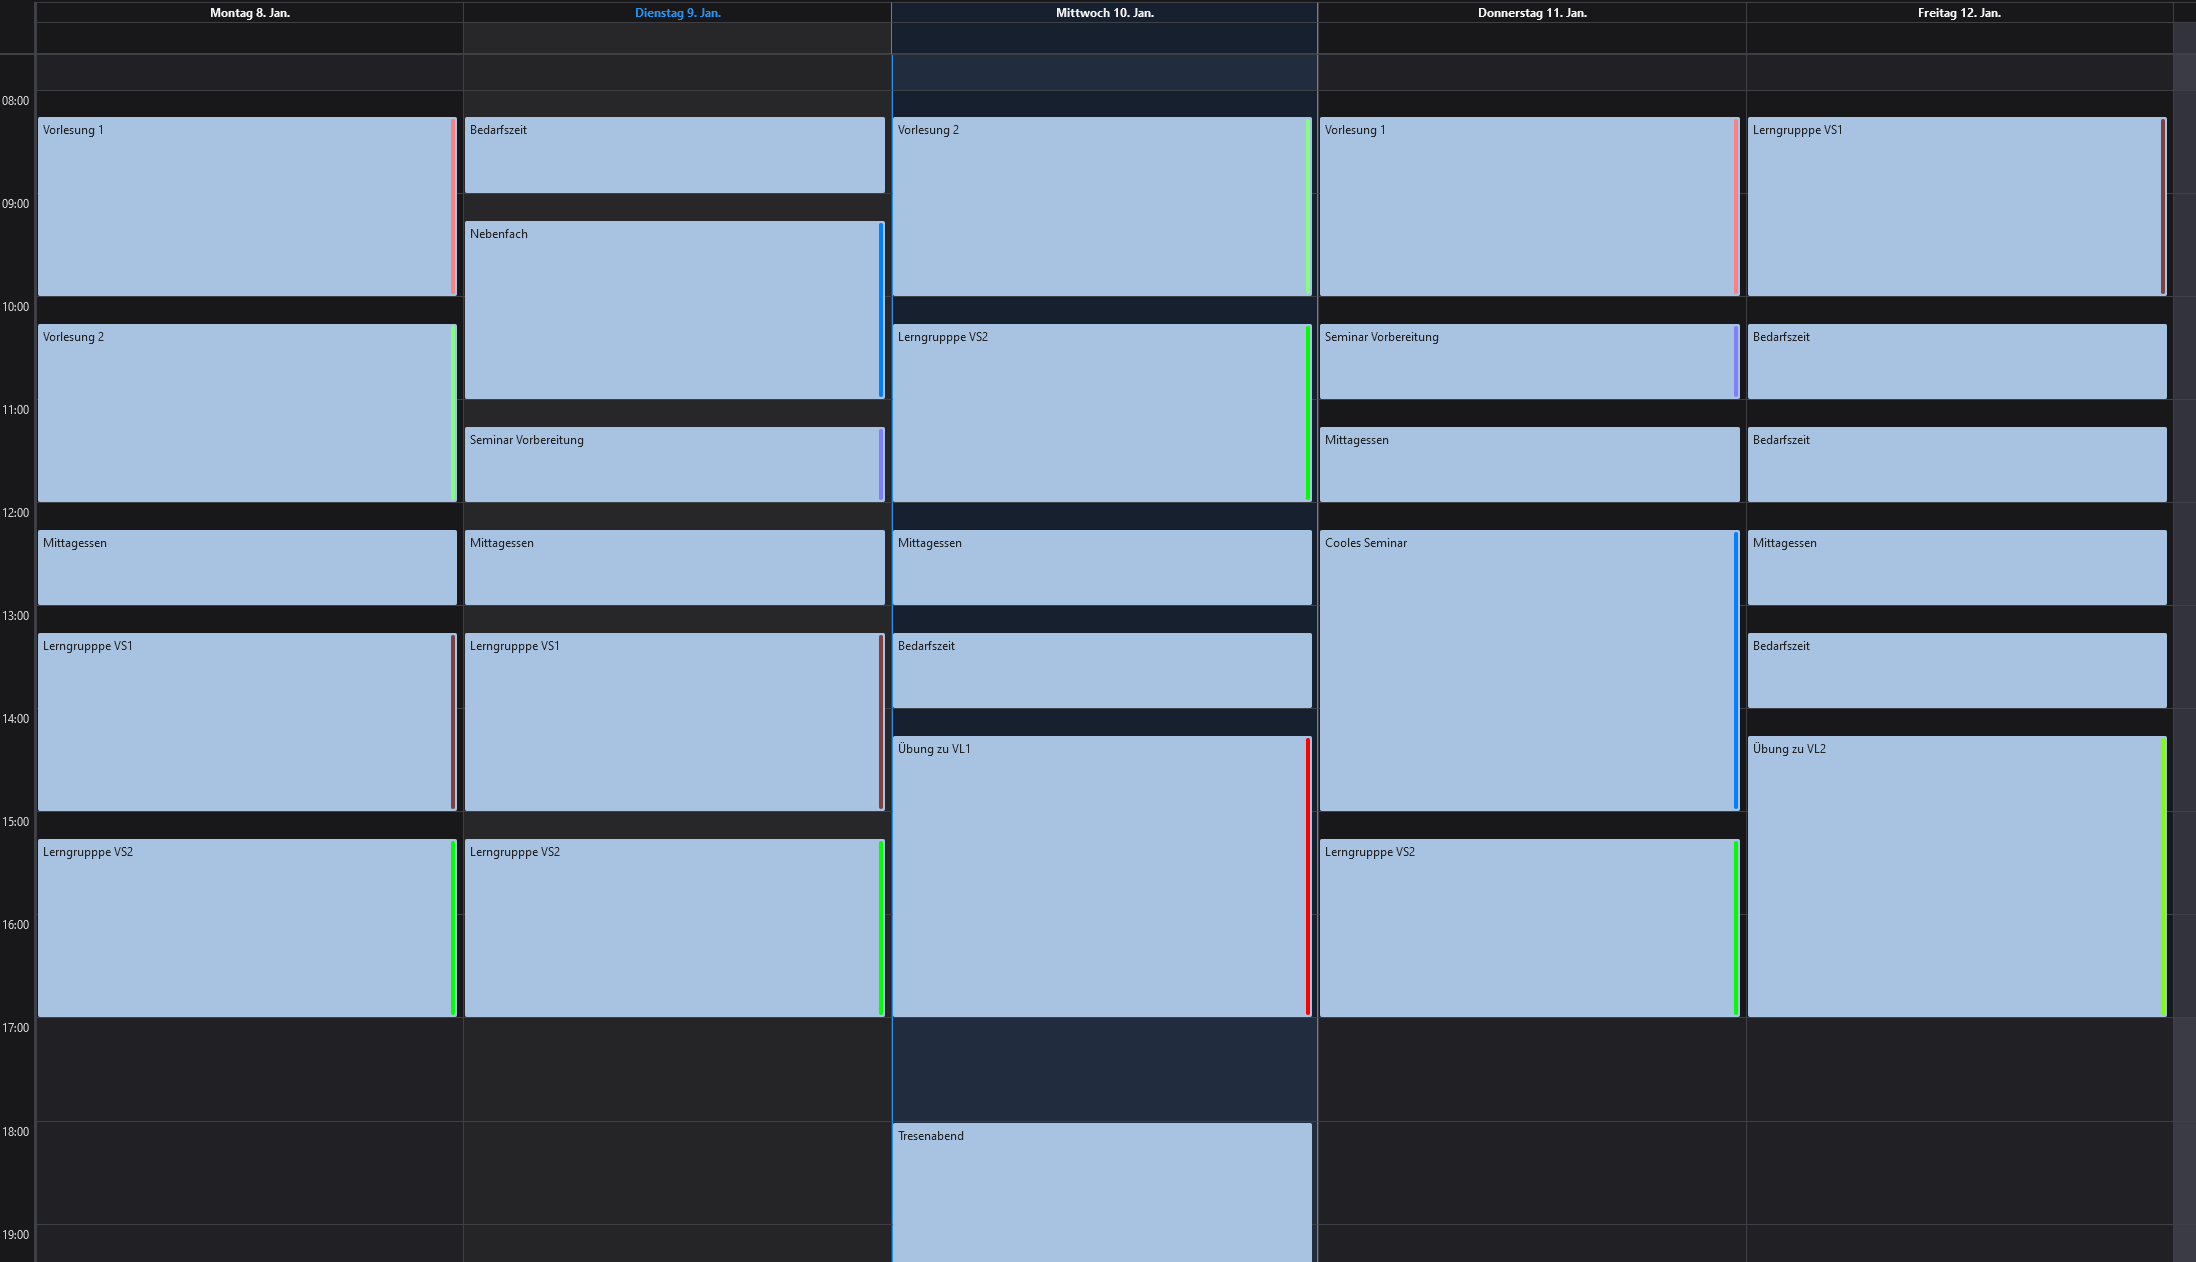 Montag 8. Jan.
Dienstag 9. Jan.
Mittwoch 10. Jan.
Donnerstag 11. Jan.
Freitag 12. Jan.
08:00
Vorlesung 1
Bedarfszeit
Vorlesung 2
Vorlesung 1
Lerngrupppe VS1
09:00
Nebenfach
10:00
Vorlesung 2
Lerngrupppe VS2
Seminar Vorbereitung
Bedarfszeit
11:00
Seminar Vorbereitung
Mittagessen
Bedarfszeit
12:00
Mittagessen
Mittagessen
Mittagessen
Cooles Seminar
Mittagessen
13:00
Lerngrupppe VS1
Lerngrupppe VS1
Bedarfszeit
Bedarfszeit
14:00
Übung zu VL1
Übung zu VL2
15:00
Lerngrupppe VS2
Lerngrupppe VS2
Lerngrupppe VS2
16:00
17:00
18:00
Tresenabend
19:00